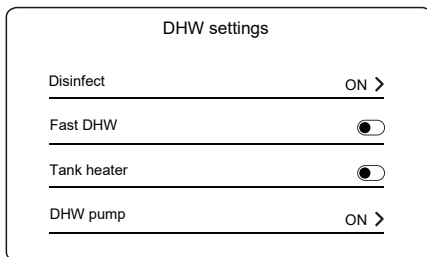 DHW settings
Disinfect ON
Fast DHW
Tank heater
DHW pump ON